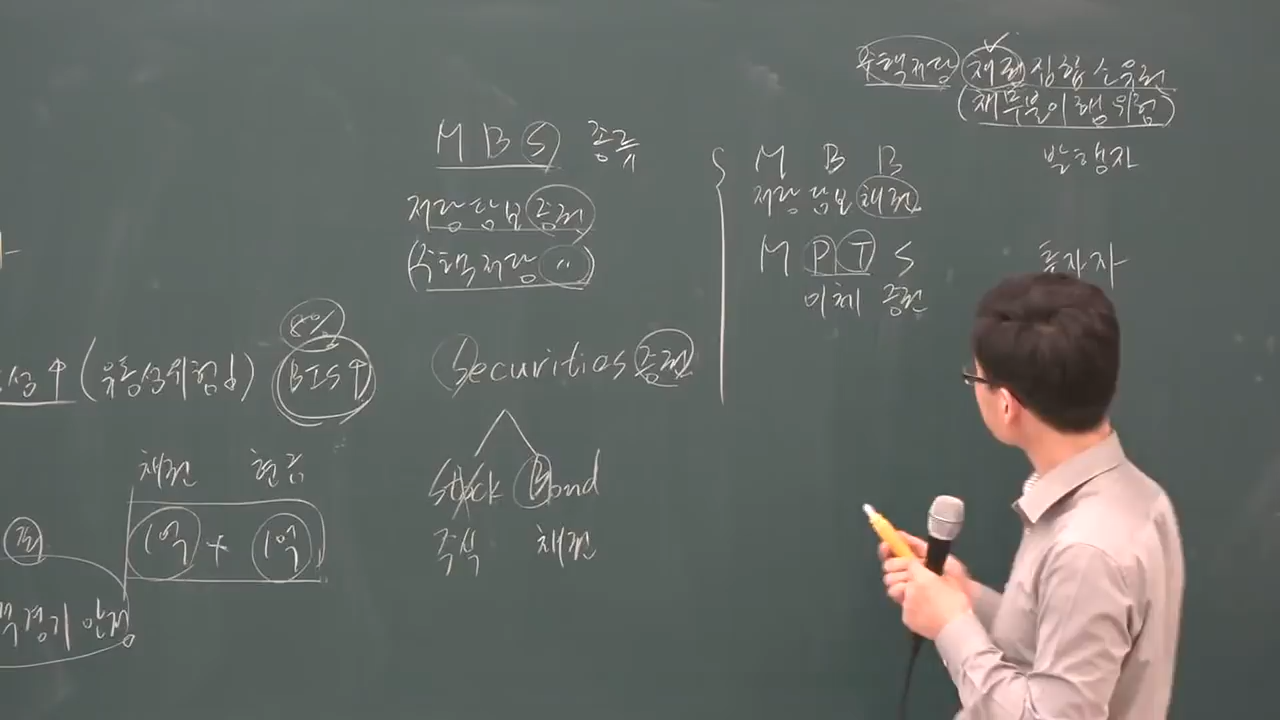 성↑ (유동성위험↓) 8% BIS↑
채권 현금
1억 + 1억
경기 안정
MBS 종류
저당담보증권
(주택저당 〃)
Securities 증권
Stock Bond
주식 채권
주택저당 채권 집합 소유권
(채무불이행위험)
발행자
MBB
저당담보채권
MPTS 투자자
이체 증권